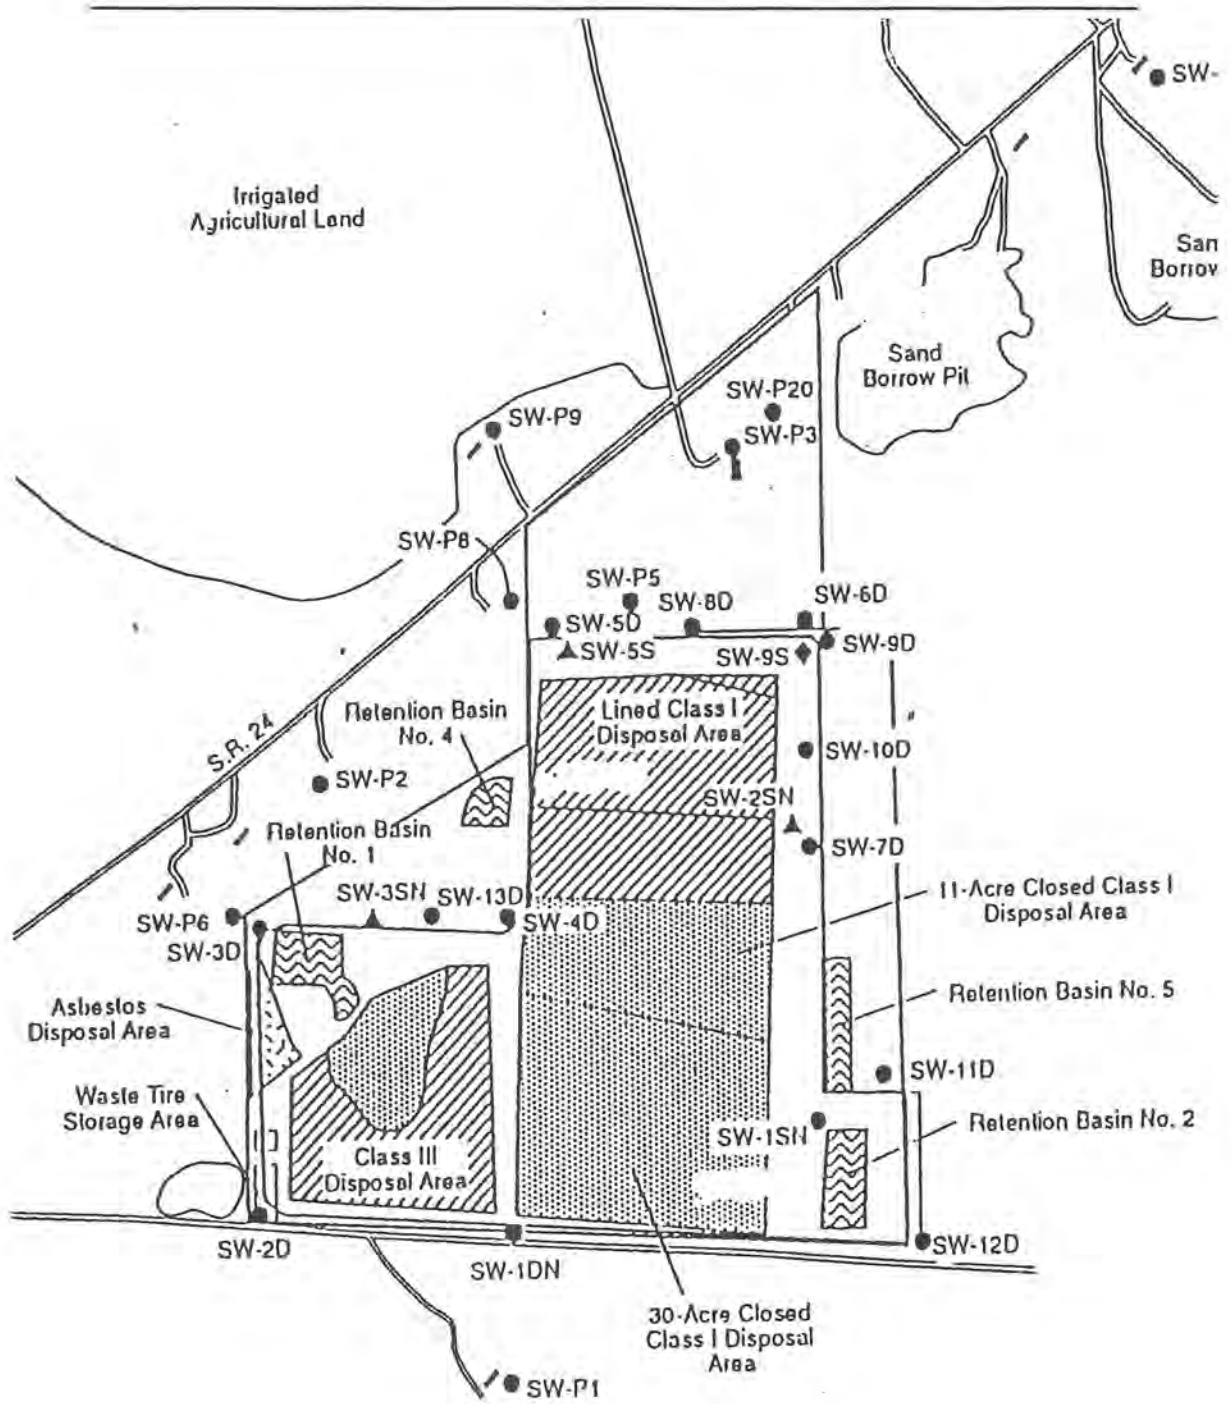 SW-
Irrigated
Agricultural Land
San
Borrow
Sand
Borrow Pit
SW-P20
SW-P9
SW-P3
SW-P8
SW-P5
SW-8D
SW-6D
SW-5D
SW-9D
SW-5S
SW-9S
Retention Basin
No. 4
Lined Class I
Disposal Area
S.R. 24
SW-10D
SW-P2
SW-2SN
Retention Basin
No. 1
SW-7D
SW-3SN
SW-13D
11-Acre Closed Class I
Disposal Area
SW-P6
SW-4D
SW-3D
Asbestos
Disposal Area
Retention Basin No. 5
SW-11D
Waste Tire
Storage Area
Retention Basin No. 2
SW-1SN
Class III
Disposal Area
SW-2D
SW-12D
SW-1DN
30-Acre Closed
Class I Disposal
Area
SW-P1